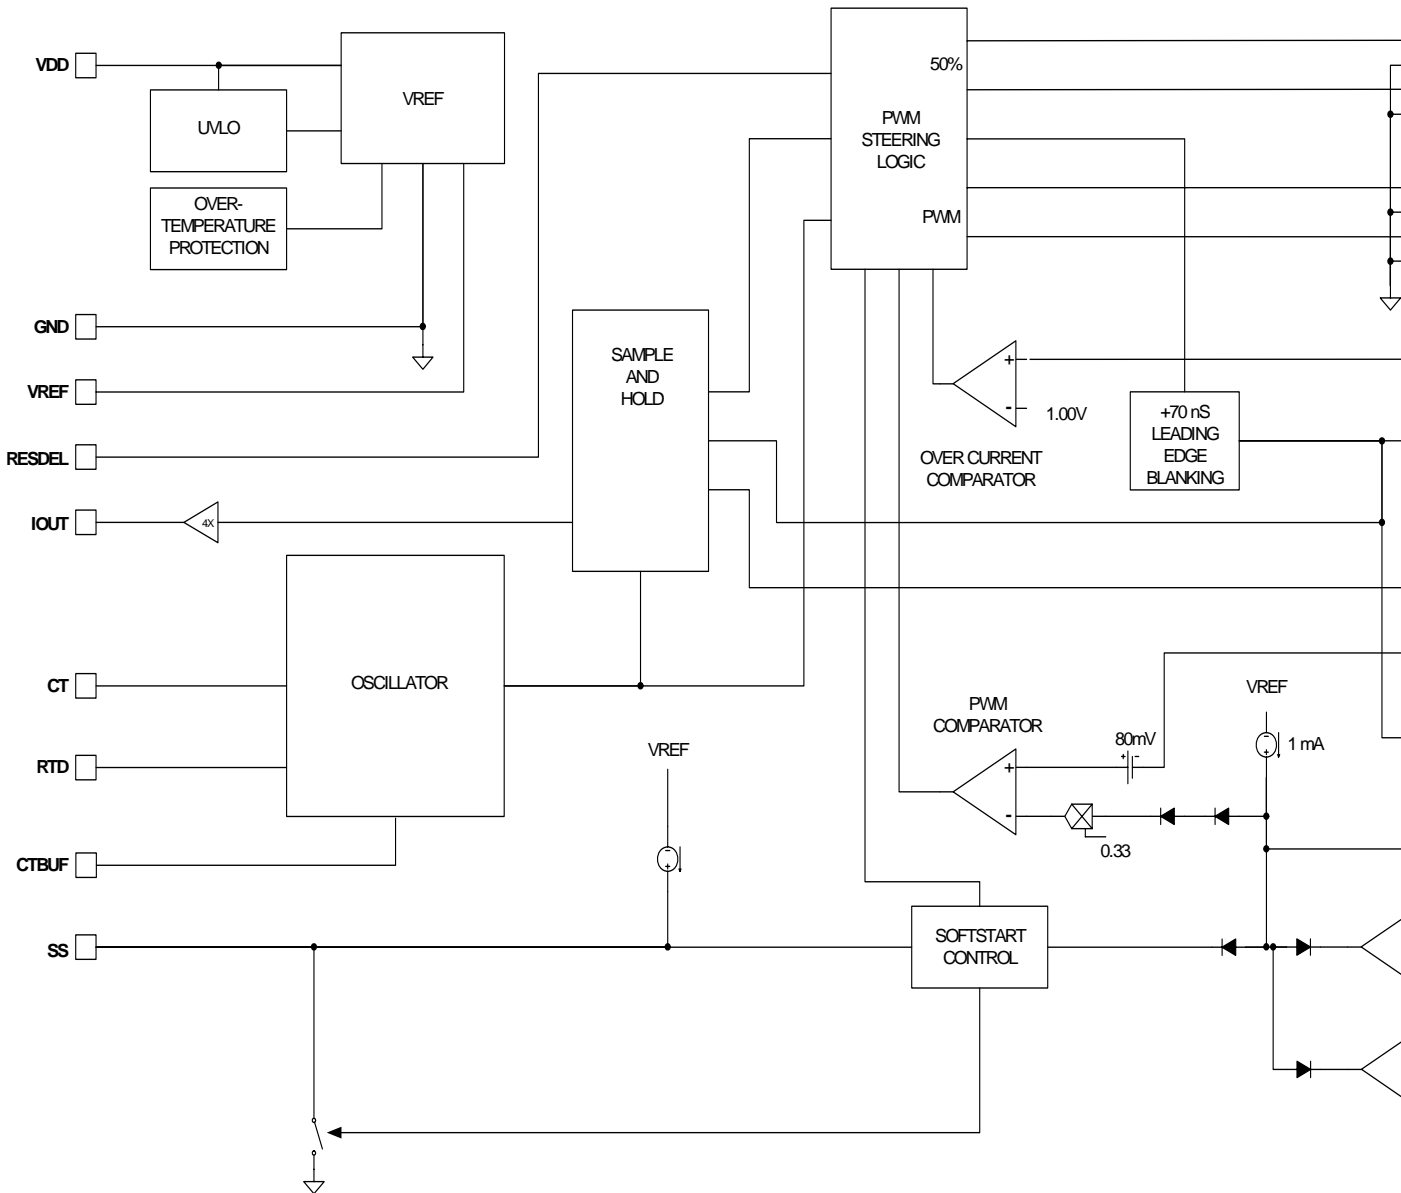 VDD
VREF
UVLO
OVER-
TEMPERATURE
PROTECTION
GND
VREF
RESDEL
IOUT
4X
CT
RTD
CTBUF
SS
OSCILLATOR
SAMPLE
AND
HOLD
50%
PWM
STEERING
LOGIC
PWM
+
-
1.00V
OVER CURRENT
COMPARATOR
+70 nS
LEADING
EDGE
BLANKING
PWM
COMPARATOR
+
-
80mV
+ -
0.33
VREF
-
+
1 mA
VREF
-
+
SOFTSTART
CONTROL